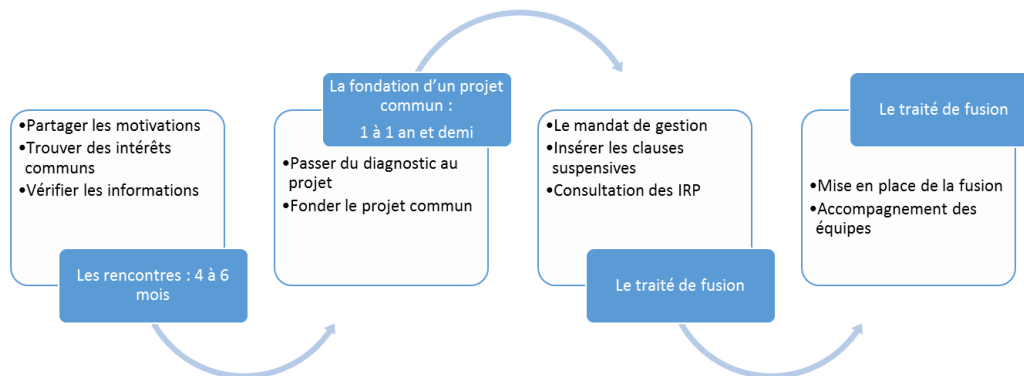 •Partager les motivations
•Trouver des intérêts
communs
•Vérifier les informations
Les rencontres : 4 à 6
mois
La fondation d’un projet
commun :
1 à 1 an et demi
•Passer du diagnostic au
projet
•Fonder le projet commun
•Le mandat de gestion
•Insérer les clauses
suspensives
•Consultation des IRP
Le traité de fusion
Le traité de fusion
•Mise en place de la fusion
•Accompagnement des
équipes